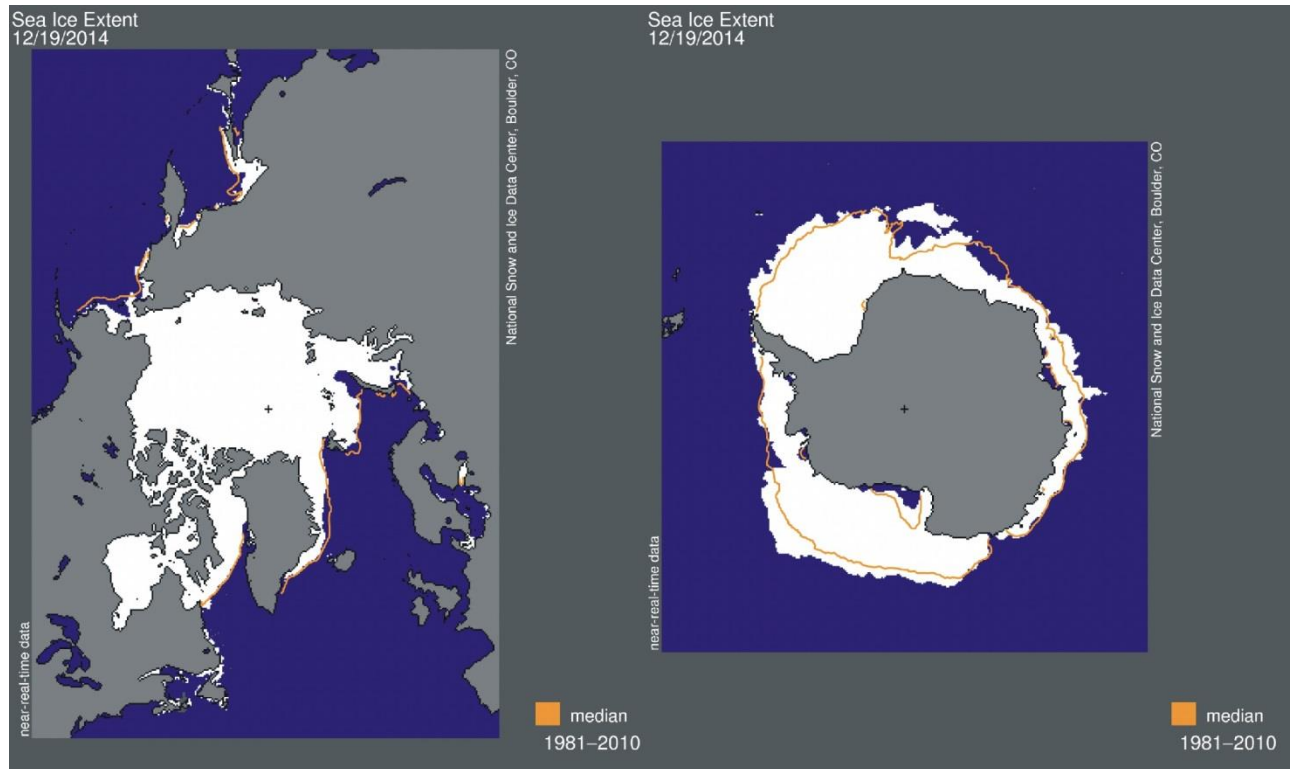 Sea Ice Extent
12/19/2014
National Snow and Ice Data Center, Boulder, CO
near-real-time data
median
1981–2010
Sea Ice Extent
12/19/2014
National Snow and Ice Data Center, Boulder, CO
near-real-time data
median
1981–2010